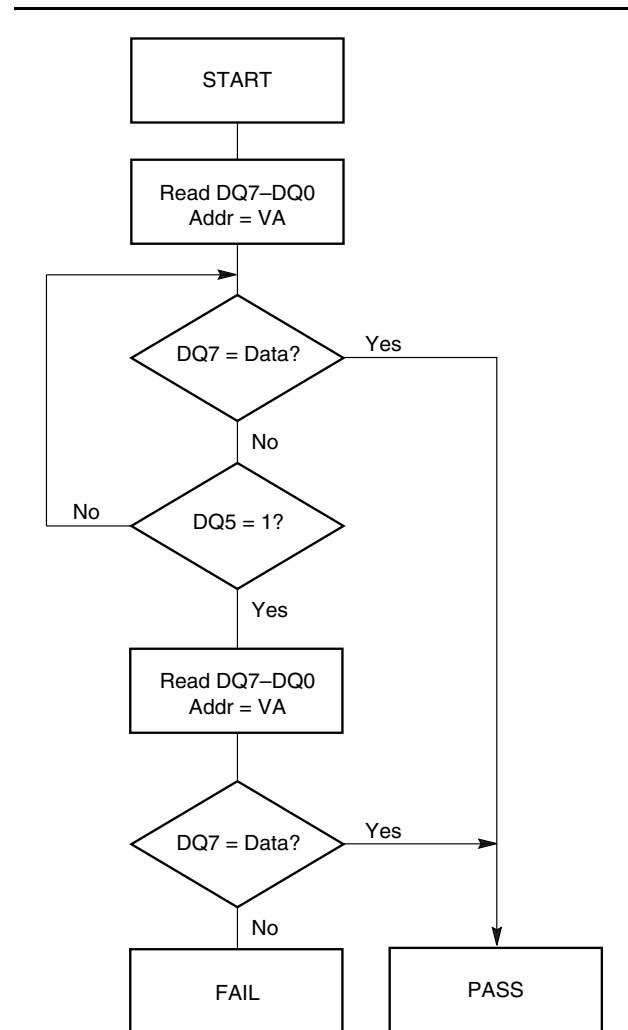 START
Read DQ7–DQ0
Addr = VA
DQ7 = Data?
Yes
No
No
DQ5 = 1?
Yes
Read DQ7–DQ0
Addr = VA
DQ7 = Data?
Yes
No
FAIL
PASS